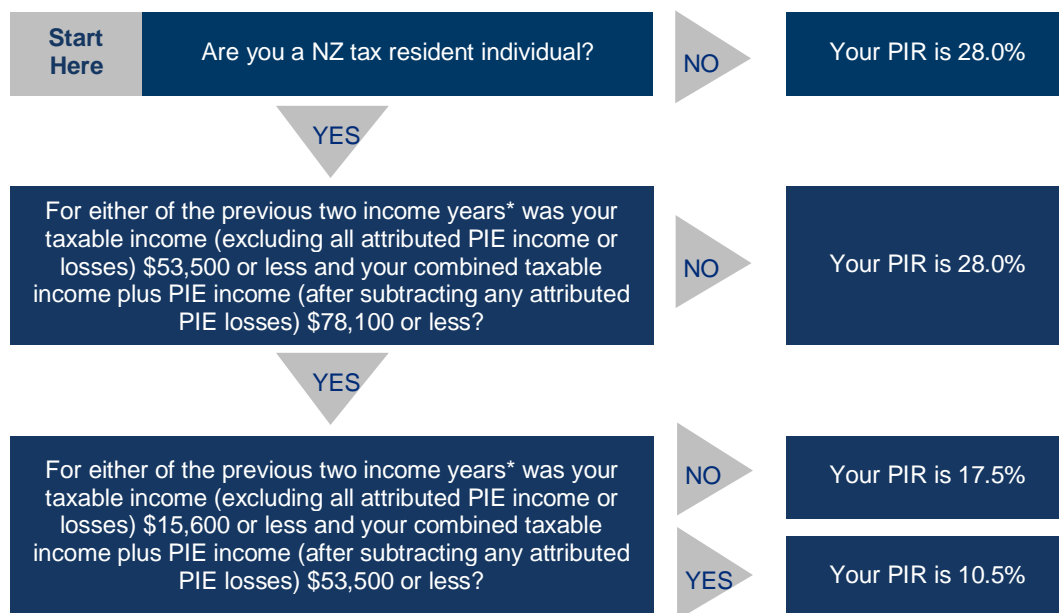 Start
Here
Are you a NZ tax resident individual?
NO
Your PIR is 28.0%
YES
For either of the previous two income years* was your
taxable income (excluding all attributed PIE income or
losses) $53,500 or less and your combined taxable
income plus PIE income (after subtracting any attributed
PIE losses) $78,100 or less?
NO
Your PIR is 28.0%
YES
For either of the previous two income years* was your
taxable income (excluding all attributed PIE income or
losses) $15,600 or less and your combined taxable
income plus PIE income (after subtracting any attributed
PIE losses) $53,500 or less?
NO
Your PIR is 17.5%
YES
Your PIR is 10.5%